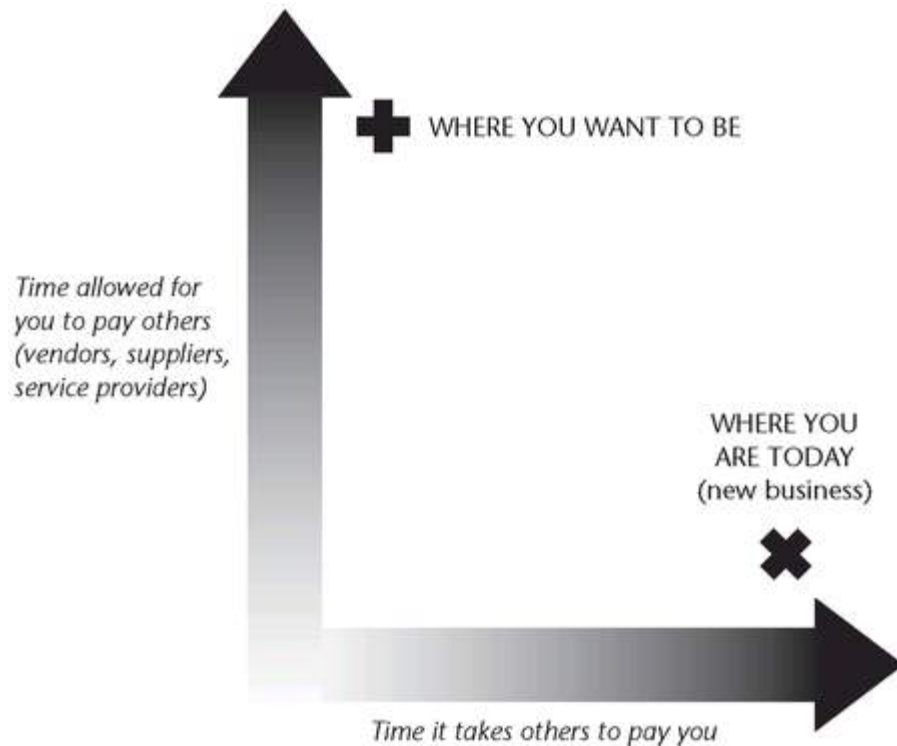 WHERE YOU WANT TO BE
Time allowed for
you to pay others
(vendors, suppliers,
service providers)
WHERE YOU
ARE TODAY
(new business)
Time it takes others to pay you